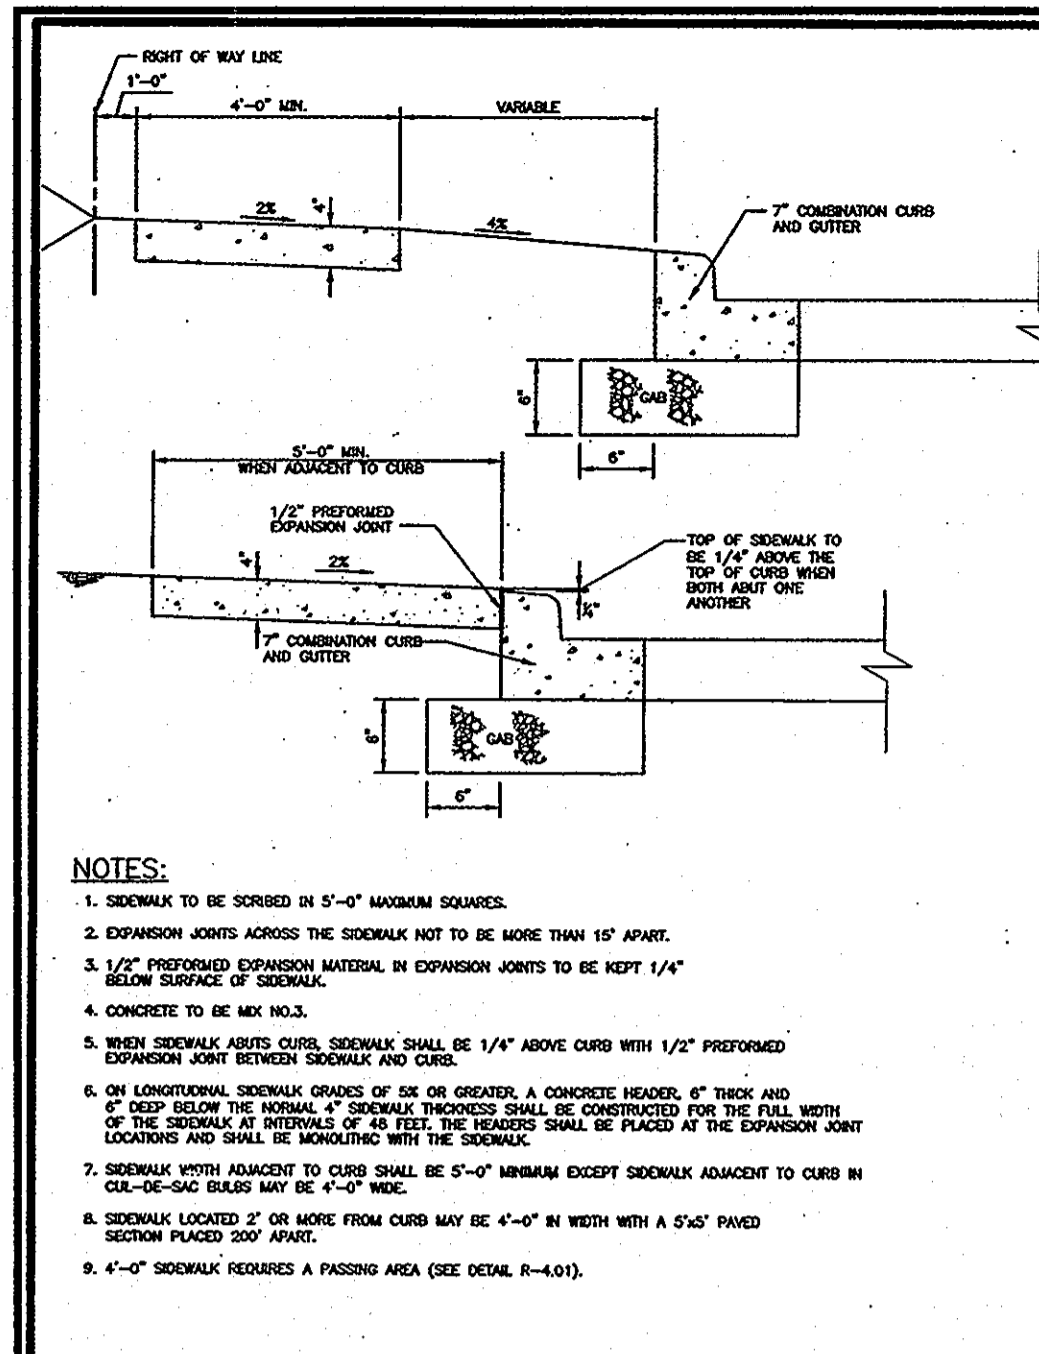 RIGHT OF WAY LINE
1'-0"
4'-0" MIN.
VARIABLE
2%
4"
4%
7" COMBINATION CURB
AND GUTTER
6"
GAB
6"
5'-0" MIN.
WHEN ADJACENT TO CURB
1/2" PREFORMED
EXPANSION JOINT
TOP OF SIDEWALK TO
BE 1/4" ABOVE THE
TOP OF CURB WHEN
BOTH ABUT ONE
ANOTHER
4"
2%
1/4"
7" COMBINATION CURB
AND GUTTER
6"
GAB
6"
NOTES:
1. SIDEWALK TO BE SCRIBED IN 5'-0" MAXIMUM SQUARES.
2. EXPANSION JOINTS ACROSS THE SIDEWALK NOT TO BE MORE THAN 15' APART.
3. 1/2" PREFORMED EXPANSION MATERIAL IN EXPANSION JOINTS TO BE KEPT 1/4"
BELOW SURFACE OF SIDEWALK.
4. CONCRETE TO BE MIX NO.3.
5. WHEN SIDEWALK ABUTS CURB, SIDEWALK SHALL BE 1/4" ABOVE CURB WITH 1/2" PREFORMED
EXPANSION JOINT BETWEEN SIDEWALK AND CURB.
6. ON LONGITUDINAL SIDEWALK GRADES OF 5% OR GREATER, A CONCRETE HEADER, 6" THICK AND
6" DEEP BELOW THE NORMAL 4" SIDEWALK THICKNESS SHALL BE CONSTRUCTED FOR THE FULL WIDTH
OF THE SIDEWALK AT INTERVALS OF 48 FEET. THE HEADERS SHALL BE PLACED AT THE EXPANSION JOINT
LOCATIONS AND SHALL BE MONOLITHIC WITH THE SIDEWALK.
7. SIDEWALK WIDTH ADJACENT TO CURB SHALL BE 5'-0" MINIMUM EXCEPT SIDEWALK ADJACENT TO CURB IN
CUL-DE-SAC BULBS MAY BE 4'-0" WIDE.
8. SIDEWALK LOCATED 2' OR MORE FROM CURB MAY BE 4'-0" IN WIDTH WITH A 5'x5' PAVED
SECTION PLACED 200' APART.
9. 4'-0" SIDEWALK REQUIRES A PASSING AREA (SEE DETAIL R-4.01).